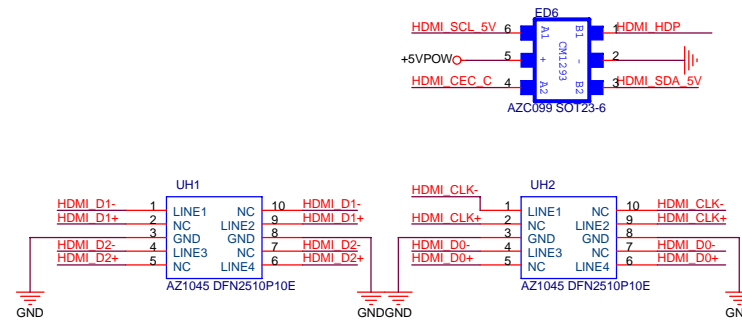 ED6
HDMI_SCL_5V 6 A1 B1 1 HDMI_HDP
+5VPOW 5 + CM1293 - 2
HDMI_CEC_C 4 A2 B2 3 HDMI_SDA_5V
AZC099 SOT23-6
UH1
HDMI_D1- 1 LINE1 NC 10 HDMI_D1-
HDMI_D1+ 2 NC LINE2 9 HDMI_D1+
3 GND GND 8
HDMI_D2- 4 LINE3 NC 7 HDMI_D2-
HDMI_D2+ 5 NC LINE4 6 HDMI_D2+
AZ1045 DFN2510P10E
GND GND
UH2
HDMI_CLK- 1 LINE1 NC 10 HDMI_CLK-
HDMI_CLK+ 2 NC LINE2 9 HDMI_CLK+
3 GND GND 8
HDMI_D0- 4 LINE3 NC 7 HDMI_D0-
HDMI_D0+ 5 NC LINE4 6 HDMI_D0+
AZ1045 DFN2510P10E
GND